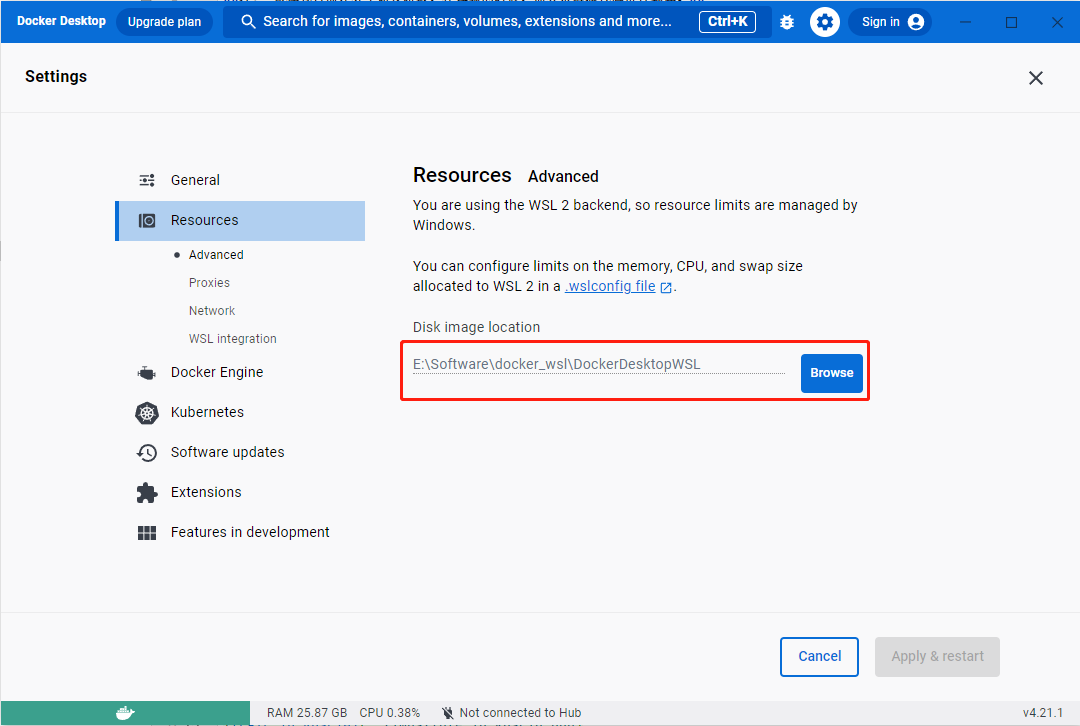 Docker Desktop
Upgrade plan
Search for images, containers, volumes, extensions and more...
Ctrl+K
Sign in
Settings
General
Resources
Advanced
Proxies
Network
WSL integration
Docker Engine
Kubernetes
Software updates
Extensions
Features in development
Resources Advanced
You are using the WSL 2 backend, so resource limits are managed by
Windows.
You can configure limits on the memory, CPU, and swap size
allocated to WSL 2 in a .wslconfig file.
Disk image location
E:\Software\docker_wsl\DockerDesktopWSL
Browse
Cancel
Apply & restart
RAM 25.87 GB CPU 0.38% Not connected to Hub
v4.21.1